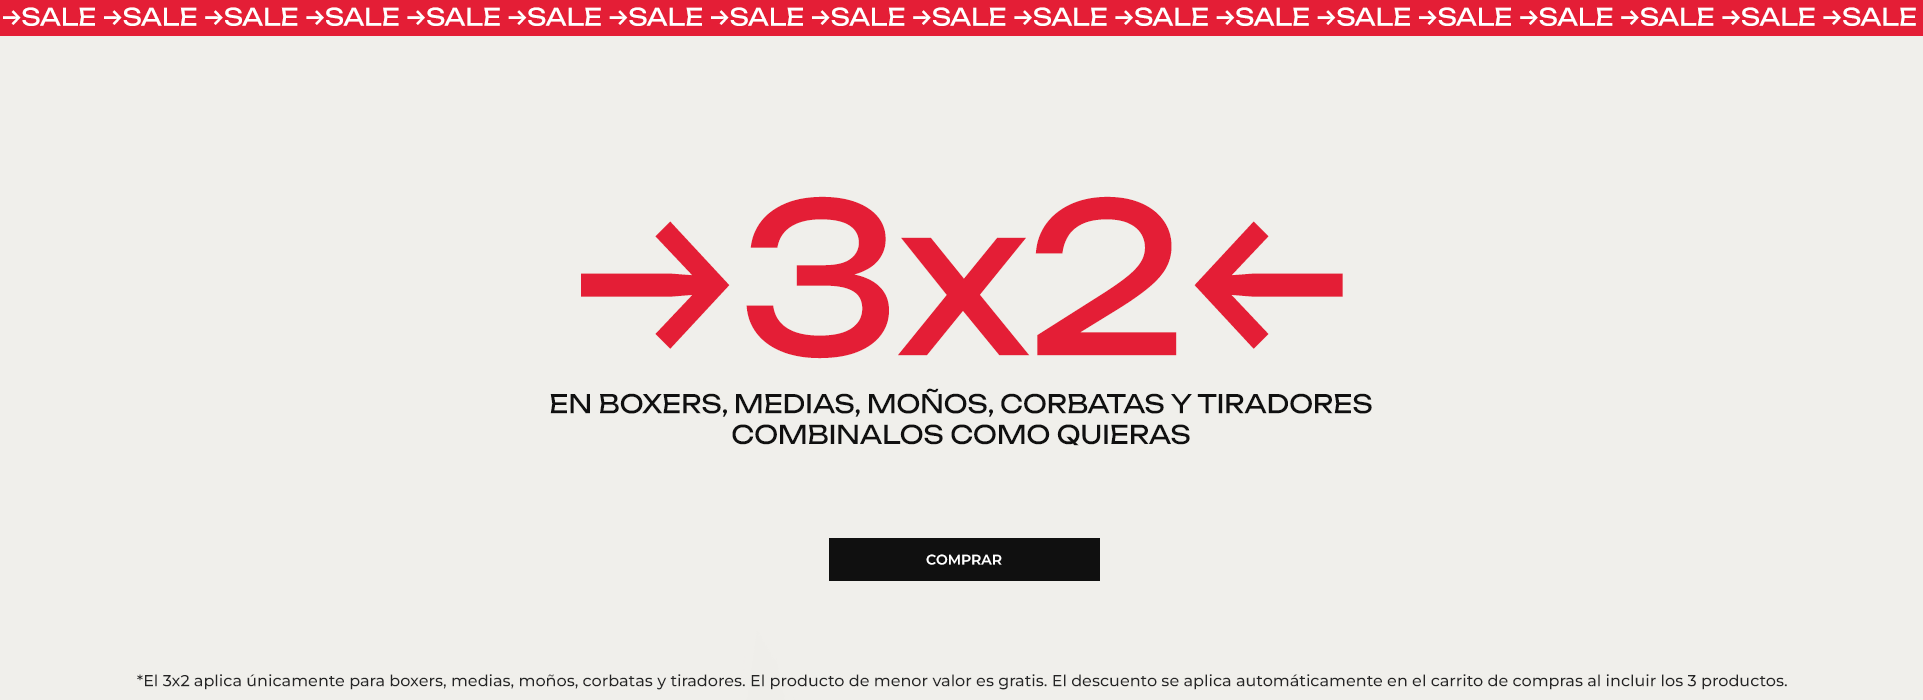 →SALE →SALE →SALE →SALE →SALE →SALE →SALE →SALE →SALE →SALE →SALE →SALE →SALE →SALE →SALE →SALE →SALE →SALE →SALE
→3x2←
EN BOXERS, MEDIAS, MOÑOS, CORBATAS Y TIRADORES
COMBINALOS COMO QUIERAS
COMPRAR
*El 3x2 aplica únicamente para boxers, medias, moños, corbatas y tiradores. El producto de menor valor es gratis. El descuento se aplica automáticamente en el carrito de compras al incluir los 3 productos.